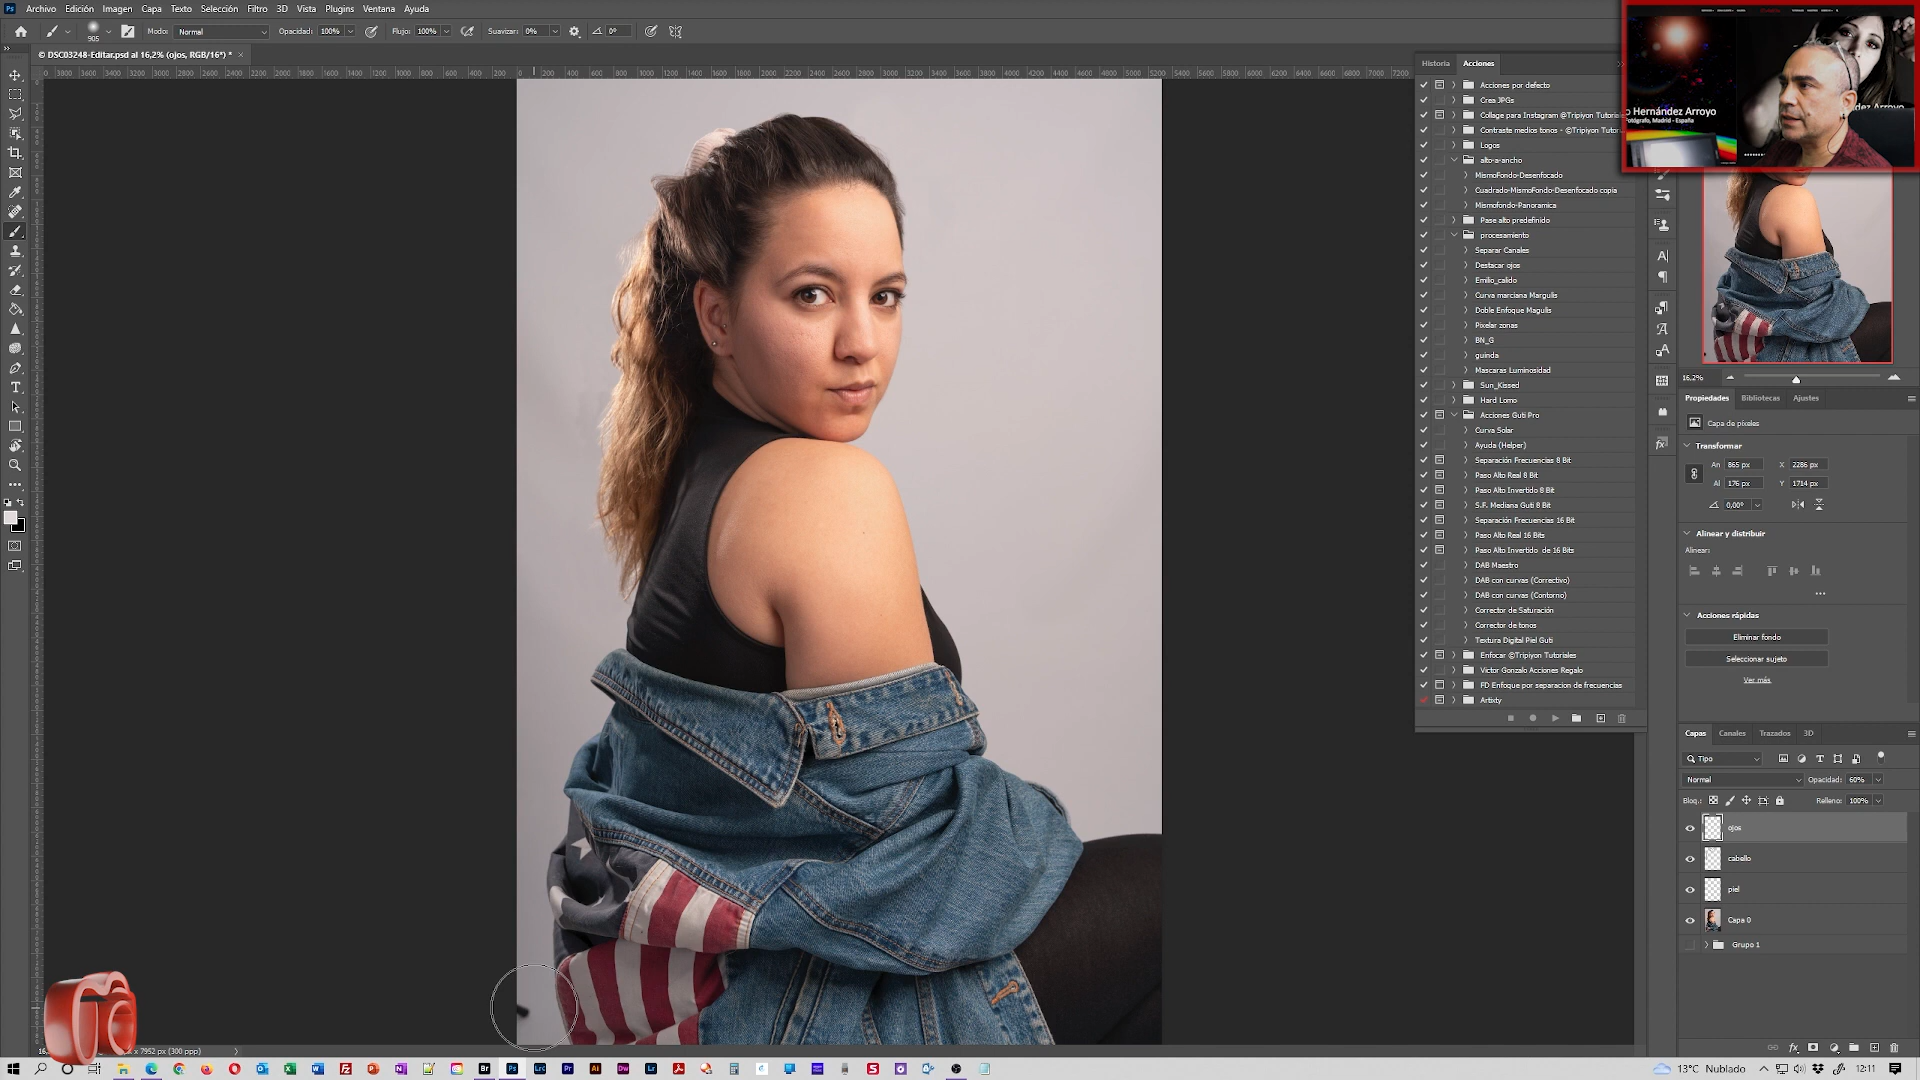 Ps Archivo Edición Imagen Capa Texto Selección Filtro 3D Vista Plugins Ventana Ayuda
905 Modo: Normal Opacidad: 100% Flujo: 100% Suavizar: 0% 0°
© DSC03248-Editar.psd al 16,2% (ojos, RGB/16*) * ×
o Hernández Arroyo
Fotógrafo, Madrid - España
Historia Acciones
Acciones por defecto
Crea JPGs
Collage para Instagram @Tripiyon Tutoriale
Contraste medios tonos - ©Tripiyon Tutor
Logos
alto-a-ancho
MismoFondo-Desenfocado
Cuadrado-MismoFondo-Desenfocado copia
Mismofondo-Panoramica
Pase alto predefinido
procesamiento
Separar Canales
Destacar ojos
Emilio_calido
Curva marciana Margulis
Doble Enfoque Magulis
Pixelar zonas
BN_G
guinda
Mascaras Luminosidad
Sun_Kissed
Hard Lomo
Acciones Guti Pro
Curva Solar
Ayuda (Helper)
Separación Frecuencias 8 Bit
Paso Alto Real 8 Bit
Paso Alto Invertido 8 Bit
S.F. Mediana Guti 8 Bit
Separación Frecuencias 16 Bit
Paso Alto Real 16 Bits
Paso Alto Invertido de 16 Bits
DAB Maestro
DAB con curvas (Correctivo)
DAB con curvas (Contorno)
Corrector de Saturación
Corrector de tonos
Textura Digital Piel Guti
Enfocar ©Tripiyon Tutoriales
Victor Gonzalo Acciones Regalo
FD Enfoque por separacion de frecuencias
Artixty
16,2%
Propiedades Bibliotecas Ajustes
Capa de píxeles
Transformar
An 865 px X 2286 px
Al 176 px Y 1714 px
0,00°
Alinear y distribuir
Alinear:
Acciones rápidas
Eliminar fondo
Seleccionar sujeto
Ver más
Capas Canales Trazados 3D
Tipo
Normal Opacidad: 60%
Bloq.: Relleno: 100%
ojos
cabello
piel
Capa 0
Grupo 1
x 7952 px (300 ppp)
13°C Nublado 12:11